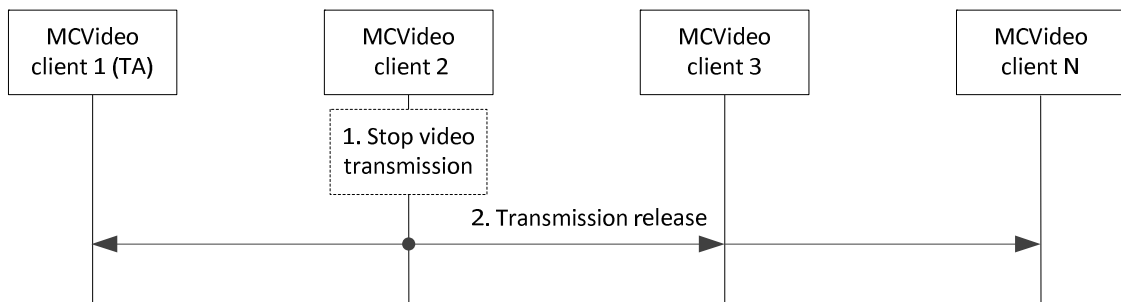 MCVideo
client 1 (TA)
MCVideo
client 2
MCVideo
client 3
MCVideo
client N
1. Stop video
transmission
2. Transmission release